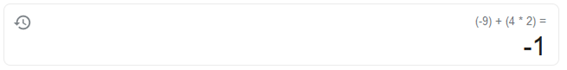 (-9) + (4 * 2) =
-1